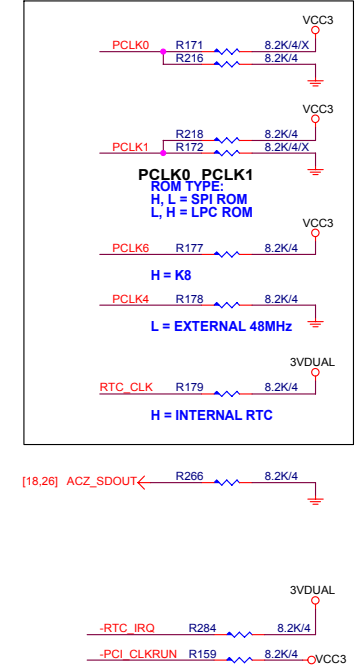 VCC3
PCLK0 R171 8.2K/4/X
R216 8.2K/4
VCC3
R218 8.2K/4
PCLK1 R172 8.2K/4/X
PCLK0 PCLK1
ROM TYPE:
H, L = SPI ROM
L, H = LPC ROM
VCC3
PCLK6 R177 8.2K/4
H = K8
PCLK4 R178 8.2K/4
L = EXTERNAL 48MHz
3VDUAL
RTC_CLK R179 8.2K/4
H = INTERNAL RTC
[18,26] ACZ_SDOUT R266 8.2K/4
3VDUAL
-RTC_IRQ R284 8.2K/4
-PCI_CLKRUN R159 8.2K/4 VCC3